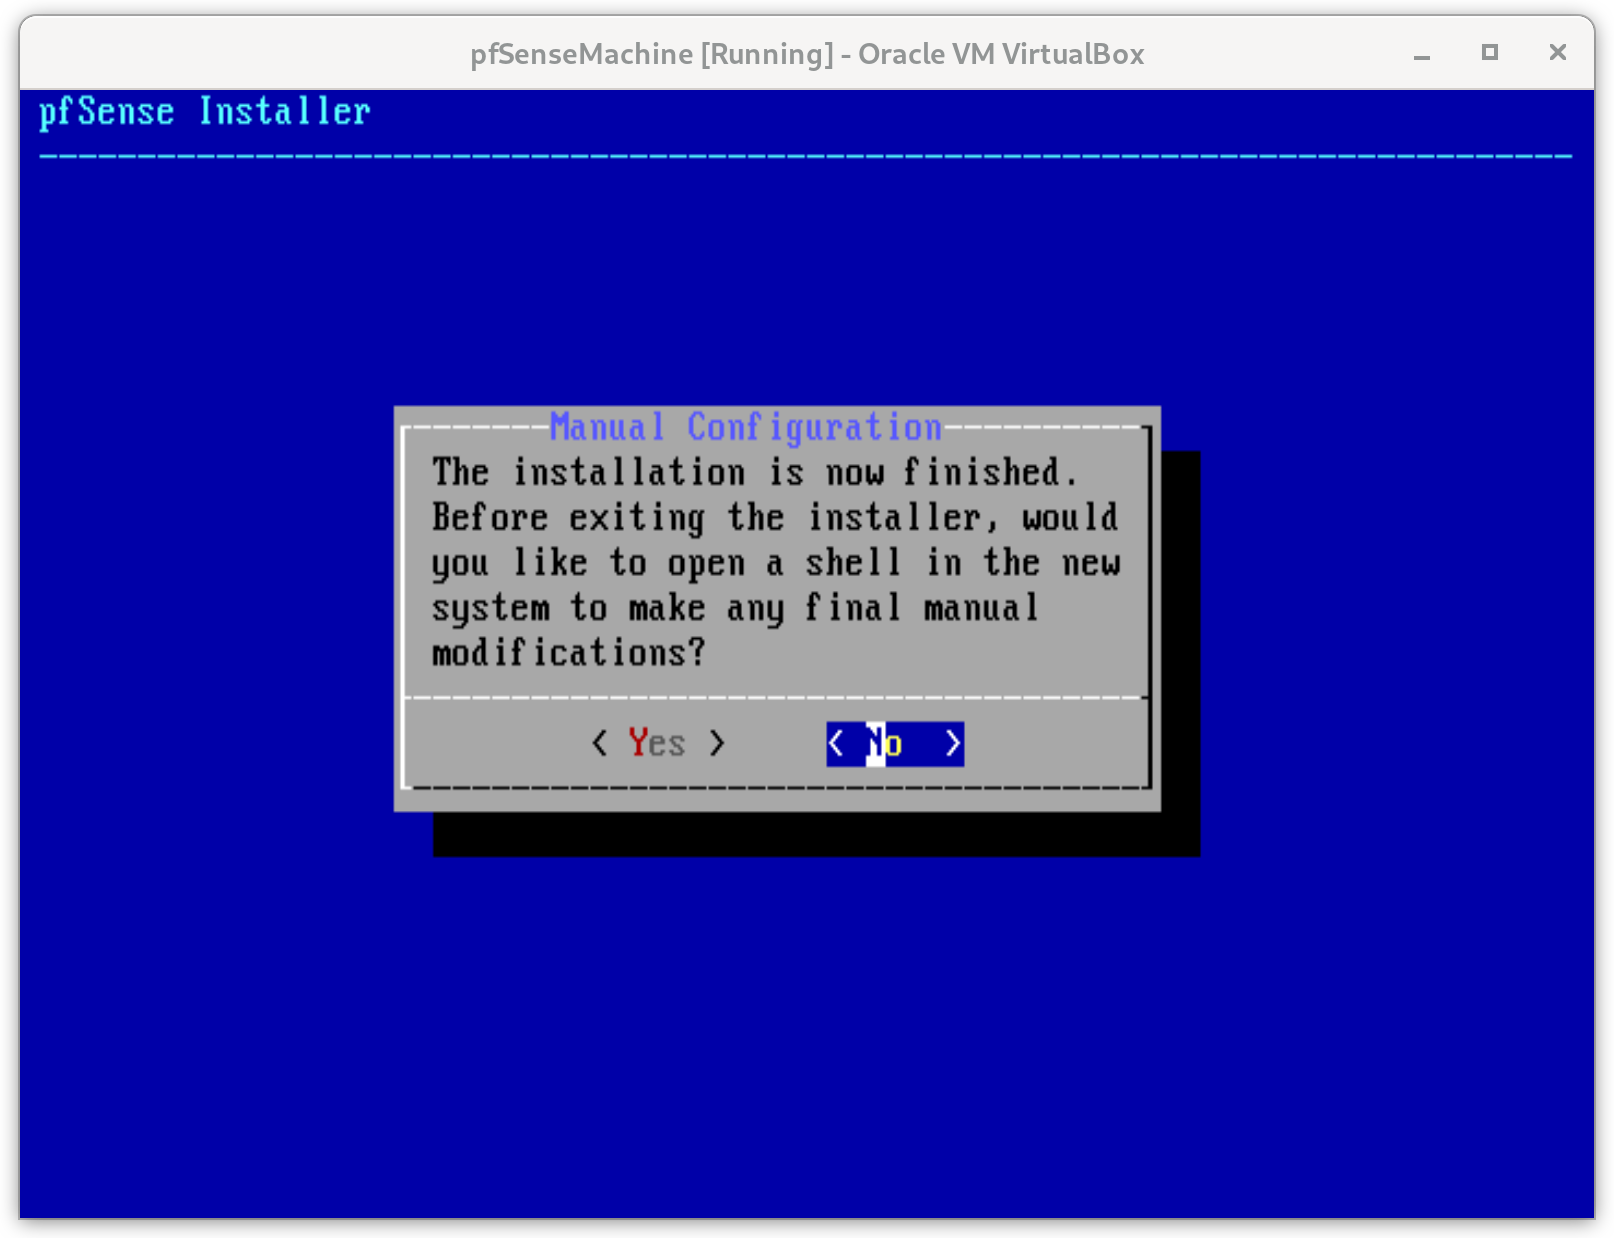 pfSenseMachine [Running] - Oracle VM VirtualBox
pfSense Installer
Manual Configuration
The installation is now finished.
Before exiting the installer, would
you like to open a shell in the new
system to make any final manual
modifications?
< Yes > < No >